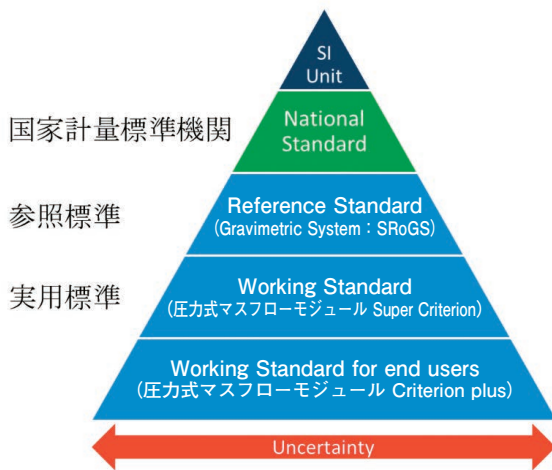 SI
Unit
国家計量標準機関
National
Standard
参照標準
Reference Standard
(Gravimetric System：SRoGS)
実用標準
Working Standard
(圧力式マスフローモジュール Super Criterion)
Working Standard for end users
(圧力式マスフローモジュール Criterion plus)
Uncertainty